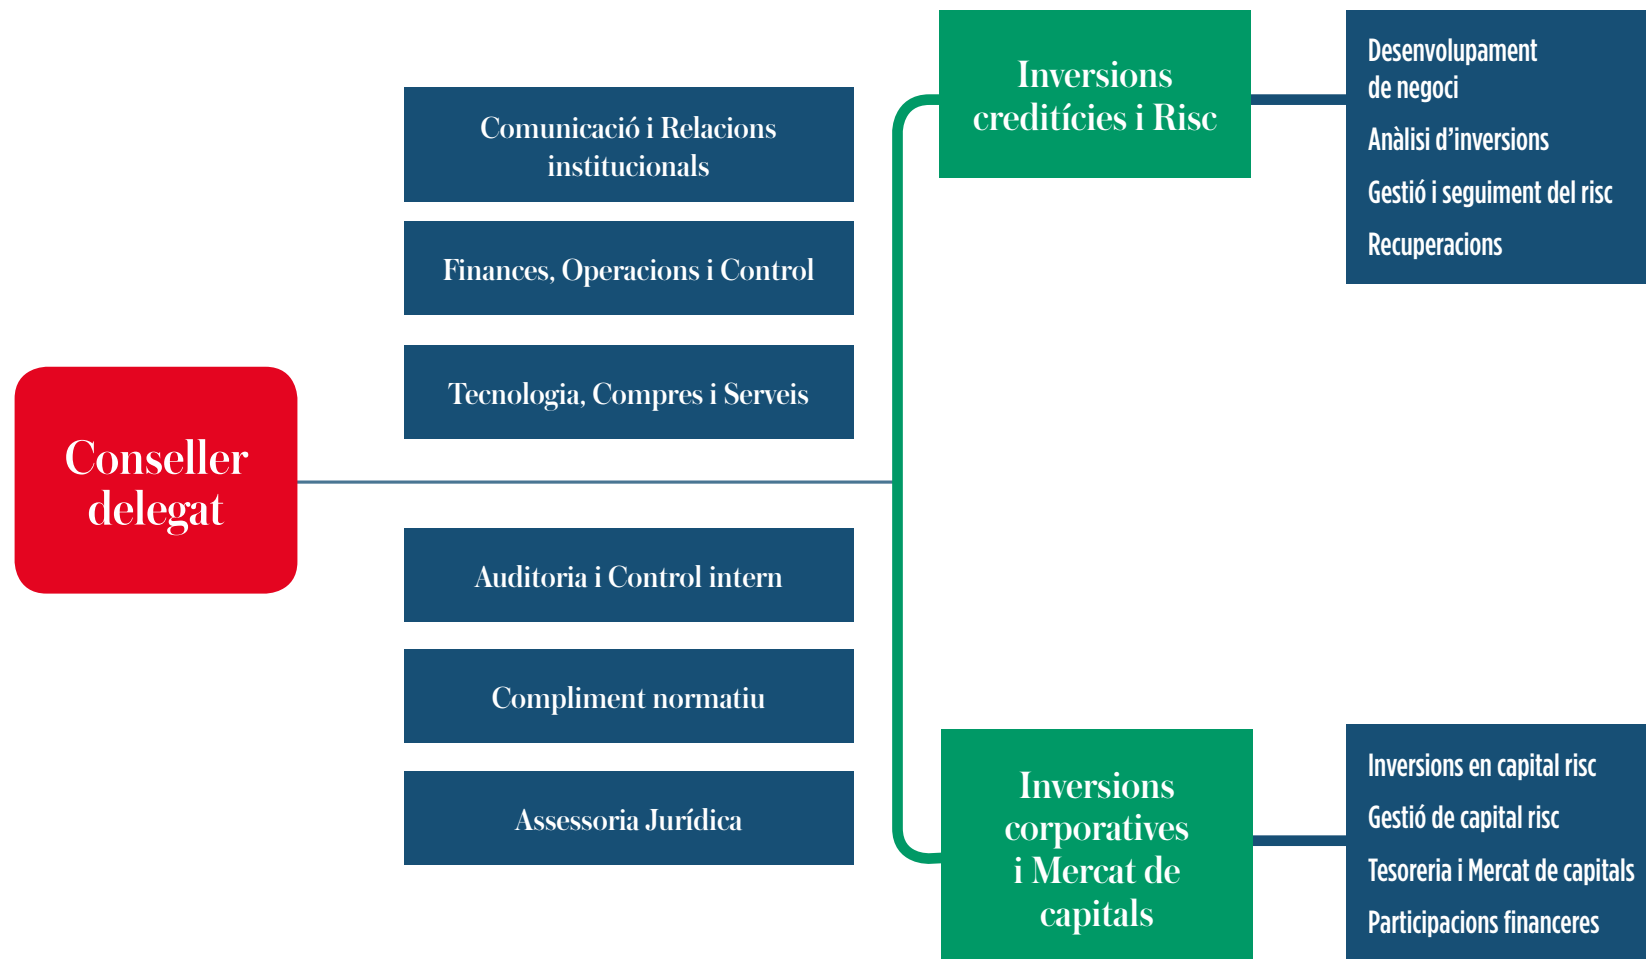 Conseller
delegat
Comunicació i Relacions
institucionals
Finances, Operacions i Control
Tecnologia, Compres i Serveis
Auditoria i Control intern
Compliment normatiu
Assessoria Jurídica
Inversions
creditícies i Risc
Desenvolupament
de negoci
Anàlisi d’inversions
Gestió i seguiment del risc
Recuperacions
Inversions
corporatives
i Mercat de
capitals
Inversions en capital risc
Gestió de capital risc
Tesoreria i Mercat de capitals
Participacions financeres